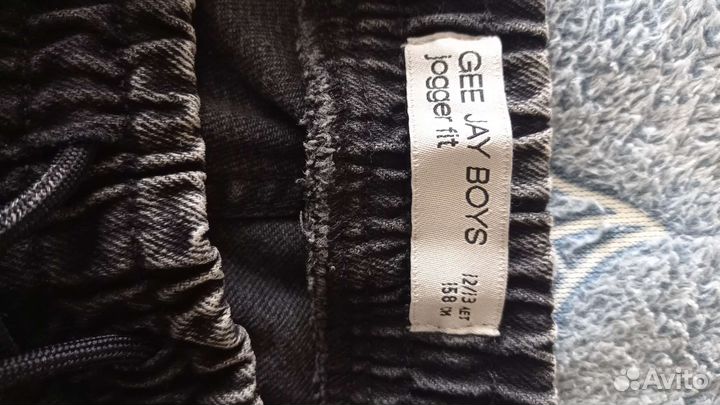 GEE JAY BOYS
jogger fit
12/13 ЛЕТ
158 СМ
Avito